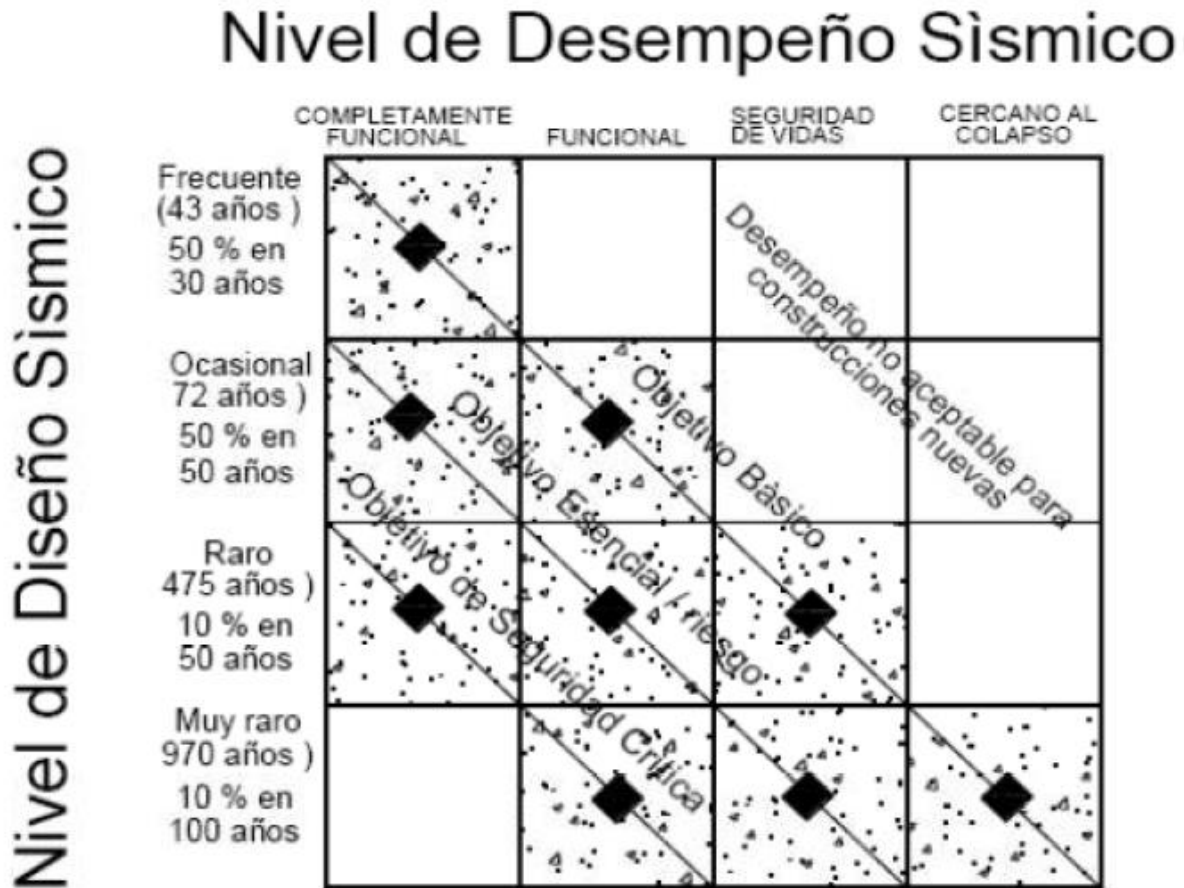 Nivel de Desempeño Sìsmico
Nivel de Diseño Sìsmico
COMPLETAMENTE
FUNCIONAL
FUNCIONAL
SEGURIDAD
DE VIDAS
CERCANO AL
COLAPSO
Frecuente
(43 años )
50 % en
30 años
Ocasional
72 años )
50 % en
50 años
Raro
475 años )
10 % en
50 años
Muy raro
970 años )
10 % en
100 años
Desempeño no aceptable para
construcciones nuevas
Objetivo Bàsico
Objetivo Esencial / riesgo
Objetivo de Seguridad Crìtica